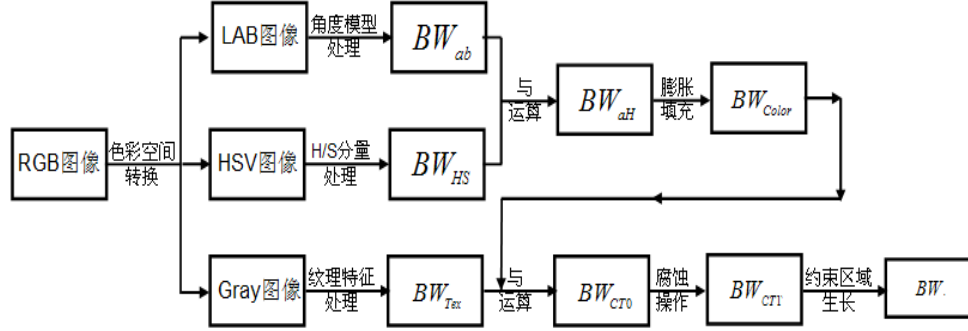 LAB图像
角度模型
处理
BW_ab
与
运算
BW_aH
膨胀
填充
BW_Color
RGB图像
色彩空间
转换
HSV图像
H/S分量
处理
BW_HS
Gray图像
纹理特征
处理
BW_Tex
与
运算
BW_CT0
腐蚀
操作
BW_CT1
约束区域
生长
BW.